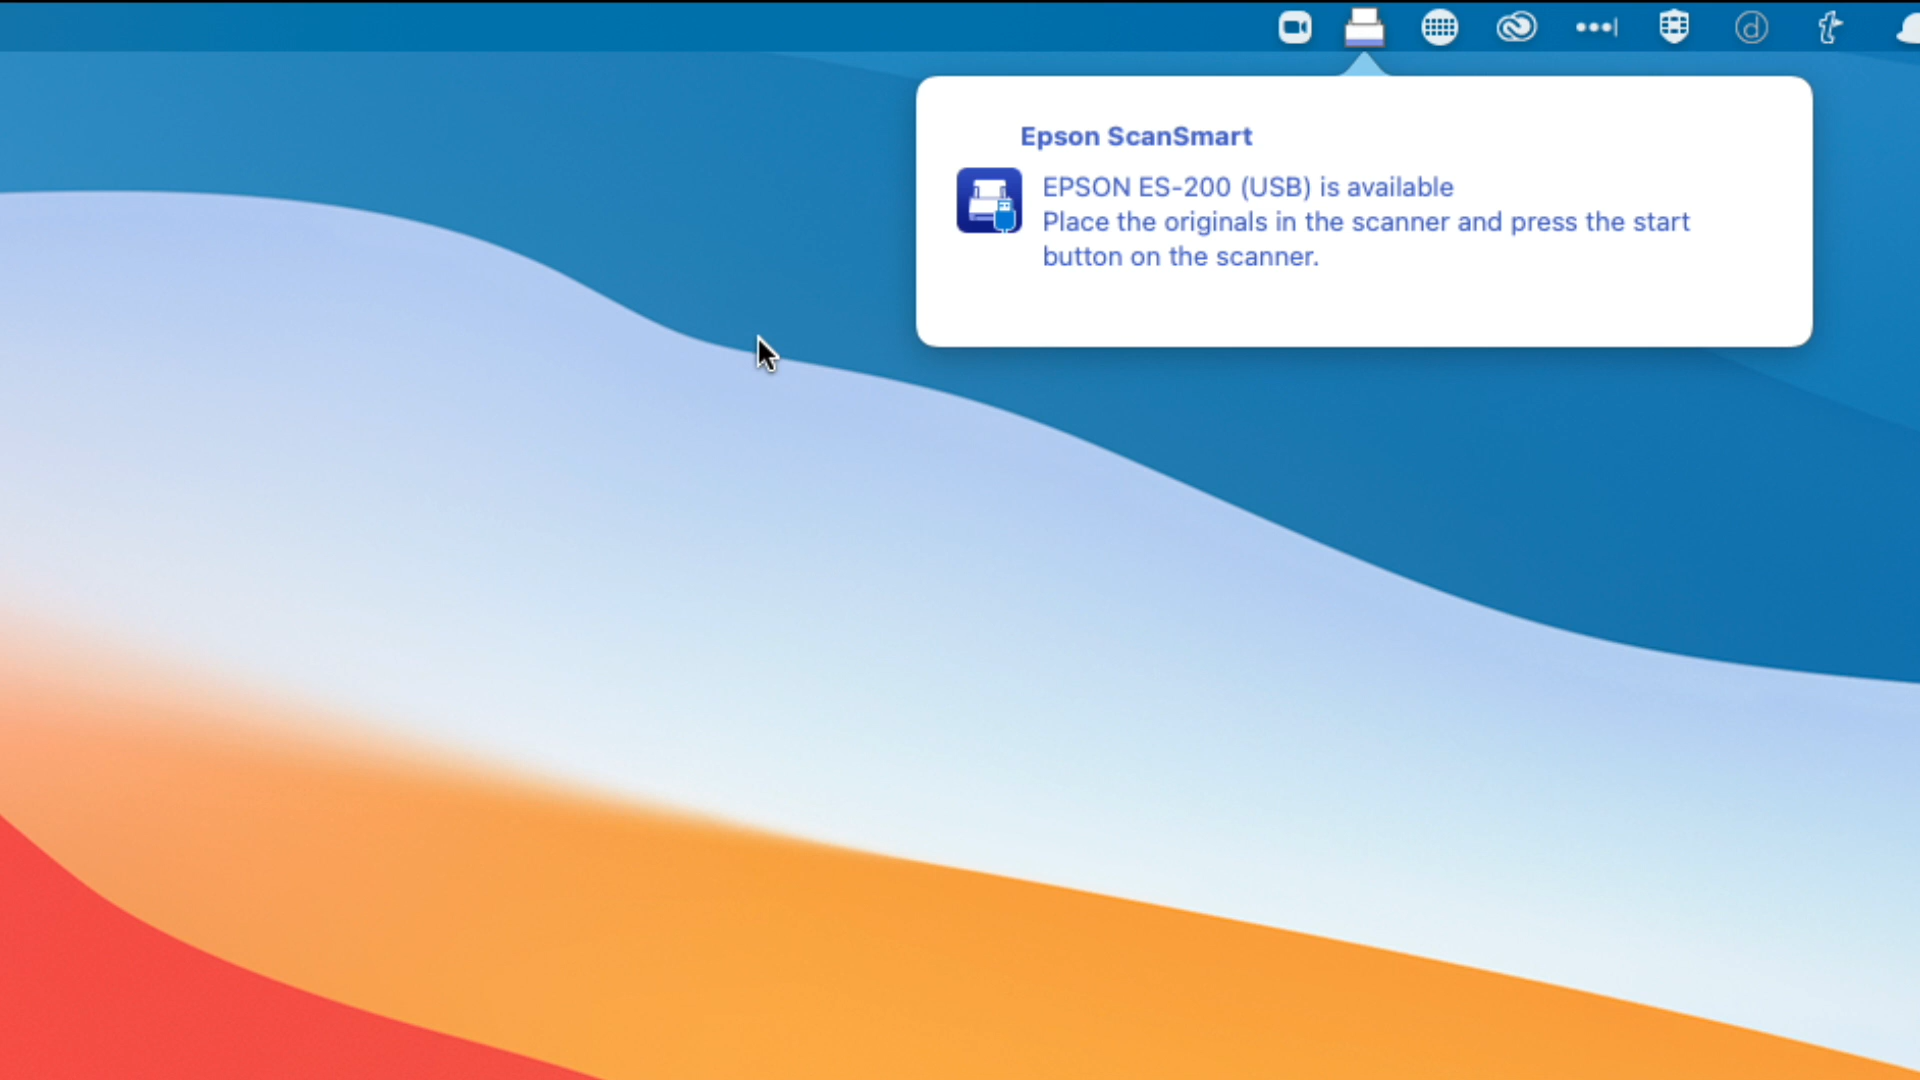 Epson ScanSmart
EPSON ES-200 (USB) is available
Place the originals in the scanner and press the start
button on the scanner.